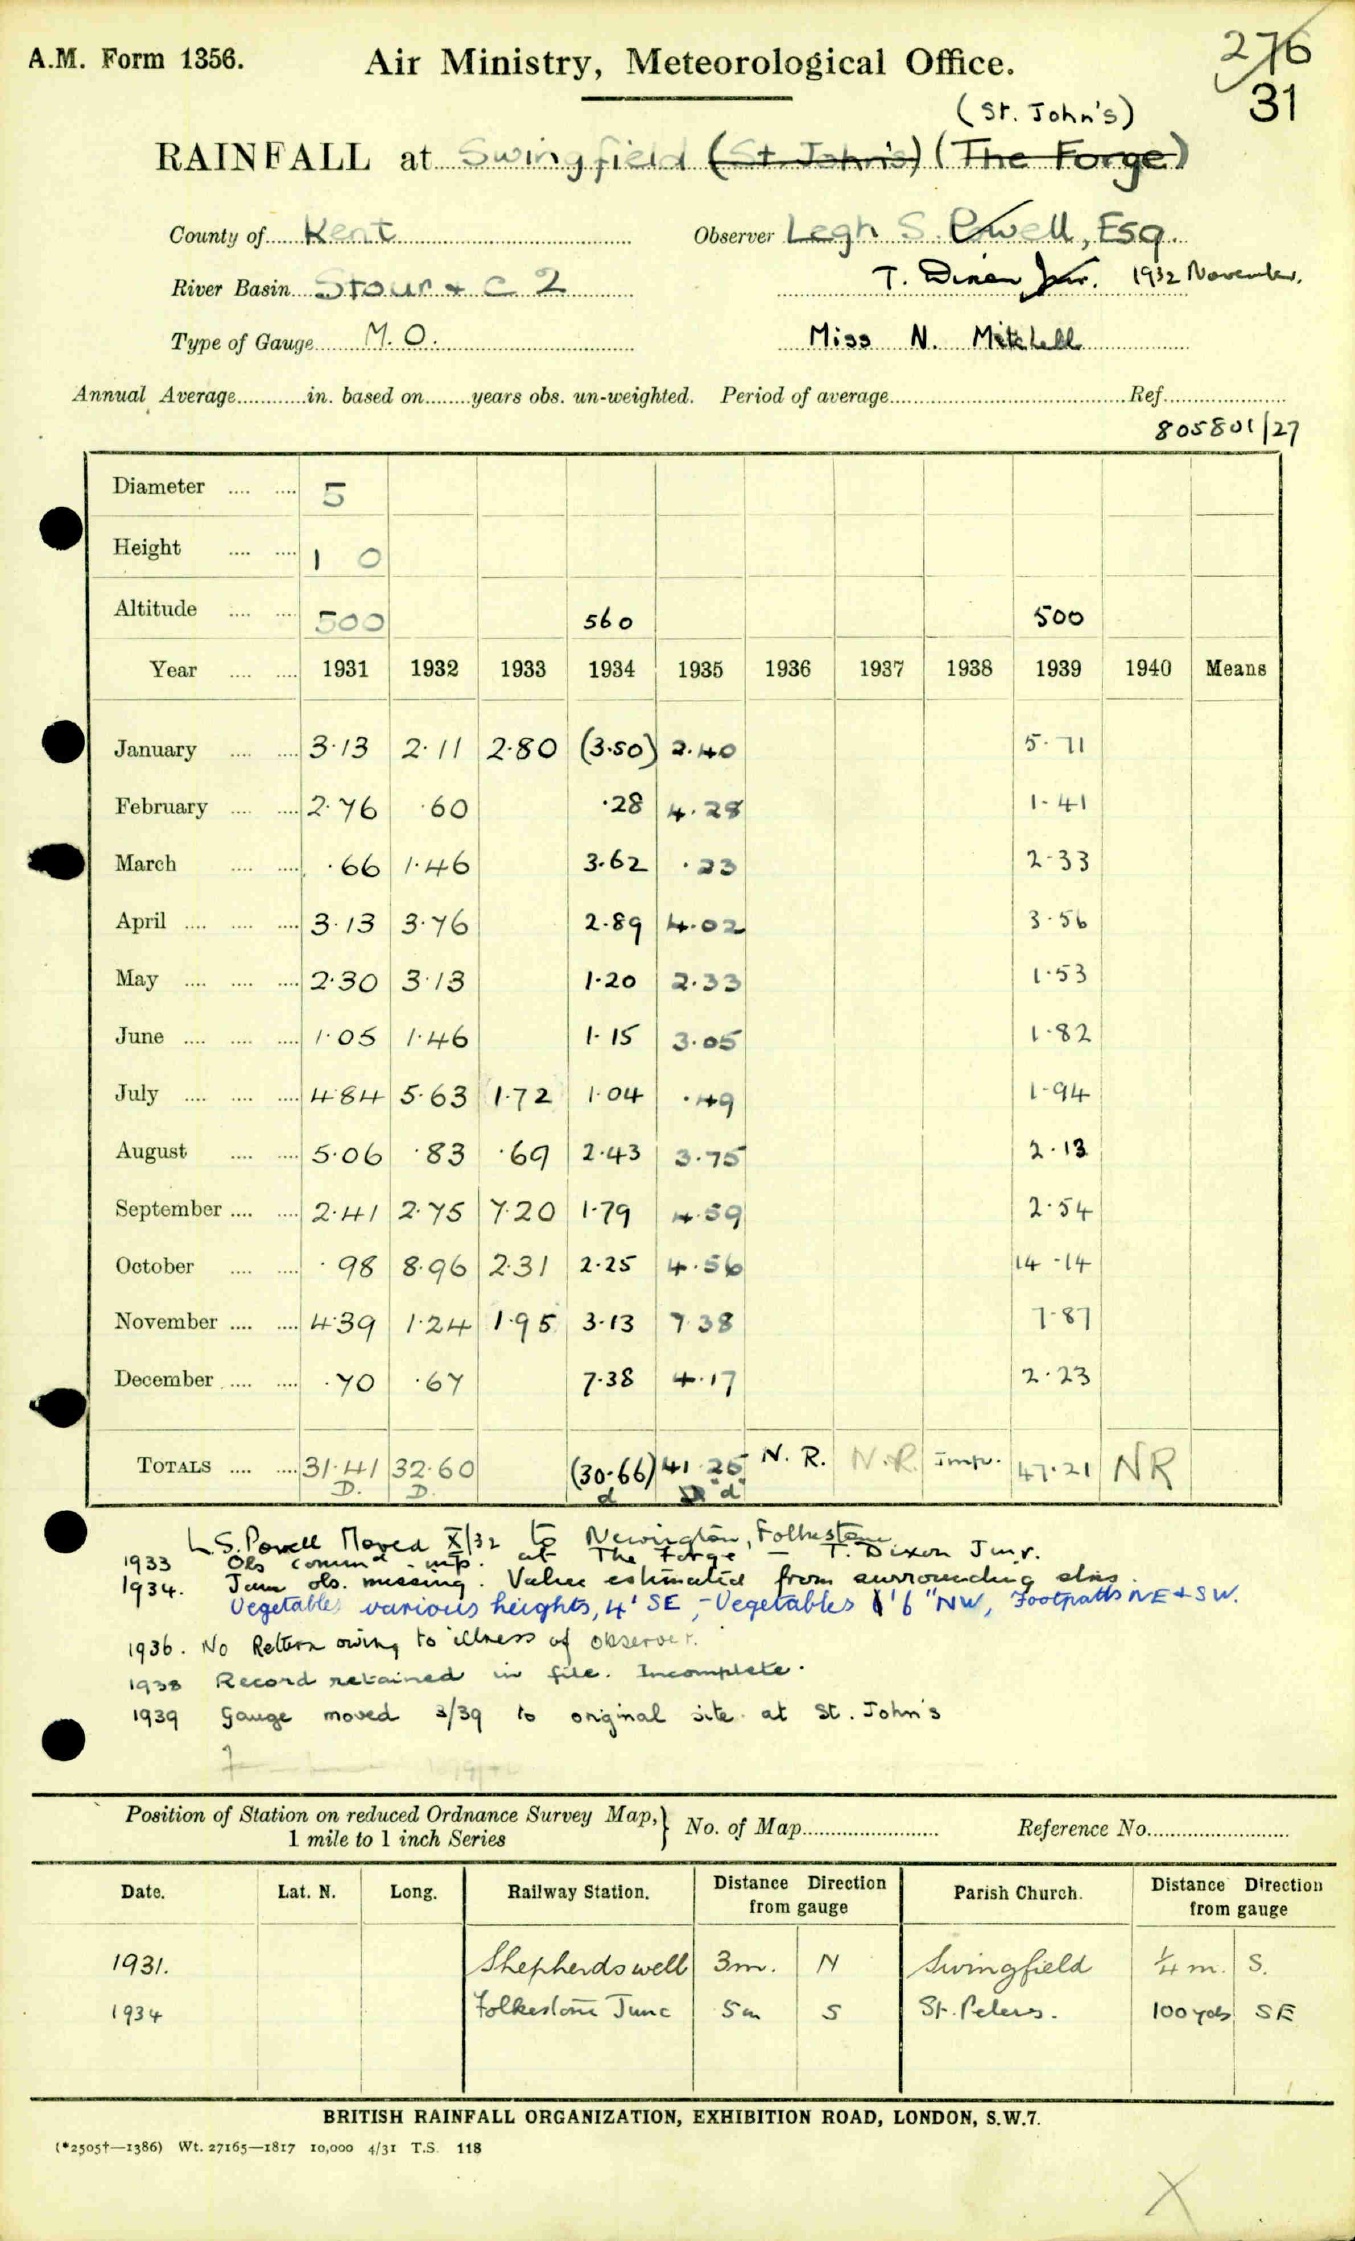 A.M. Form 1356.
Air Ministry, Meteorological Office.
276
31
(St. John's)
RAINFALL at Swingfield (St. John's) (The Forge)
County of Kent
Observer Legh S. Powell, Esq.
River Basin Stour & C 2
T. Dixon Jnr. 1932 November.
Type of Gauge M.O.
Miss N. Mitchell
Annual Average in. based on years obs. un-weighted. Period of average Ref.
805801/27
Diameter 5
Height 1 0
Altitude 500 560 500
Year 1931 1932 1933 1934 1935 1936 1937 1938 1939 1940 Means
January 3·13 2·11 2·80 (3·50) 2·40 5·71
February 2·76 ·60 ·28 4·28 1·41
March ·66 1·46 3·62 ·23 2·33
April 3·13 3·76 2·89 4·02 3·56
May 2·30 3·13 1·20 2·33 1·53
June 1·05 1·46 1·15 3·05 1·82
July 4·84 5·63 1·72 1·04 ·49 1·94
August 5·06 ·83 ·69 2·43 3·75 2·13
September 2·41 2·75 7·20 1·79 4·59 2·54
October ·98 8·96 2·31 2·25 4·56 14·14
November 4·39 1·24 1·95 3·13 7·38 7·87
December ·70 ·67 7·38 4·17 2·23
TOTALS 31·41 32·60 (30·66) 41·25 N.R. N.R. Imp. 47·21 NR
D. D. d d
L.S. Powell Moved X/32 to Newington, Folkestone
1933 Obs comm'd - imp. at The Forge — T. Dixon Junr.
1934. Jan obs. missing. Value estimated from surrounding stns.
Vegetables various heights, 4' SE, - Vegetables 1'6" NW, Footpaths NE + SW.
1936. No Return owing to illness of observer.
1938 Record retained in file. Incomplete.
1939 Gauge moved 3/39 to original site at St. John's
Position of Station on reduced Ordnance Survey Map, 1 mile to 1 inch Series } No. of Map Reference No.
Date. Lat. N. Long. Railway Station. Distance Direction from gauge Parish Church. Distance Direction from gauge
1931. Shepherdswell 3m. N Swingfield ¼ m. S.
1934 Folkestone Junc 5m S St. Peters. 100 yds SE
BRITISH RAINFALL ORGANIZATION, EXHIBITION ROAD, LONDON, S.W.7.
(*2505†—1386) Wt. 27165—1817 10,000 4/31 T.S. 118
X